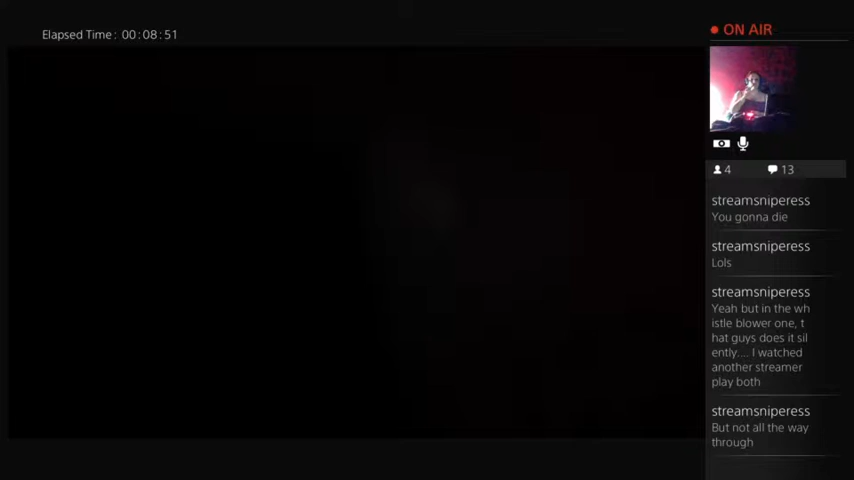 Elapsed Time: 00:08:51
ON AIR
4 13
streamsniperess
You gonna die
streamsniperess
Lols
streamsniperess
Yeah but in the wh
istle blower one, t
hat guys does it sil
ently.... I watched
another streamer
play both
streamsniperess
But not all the way
through